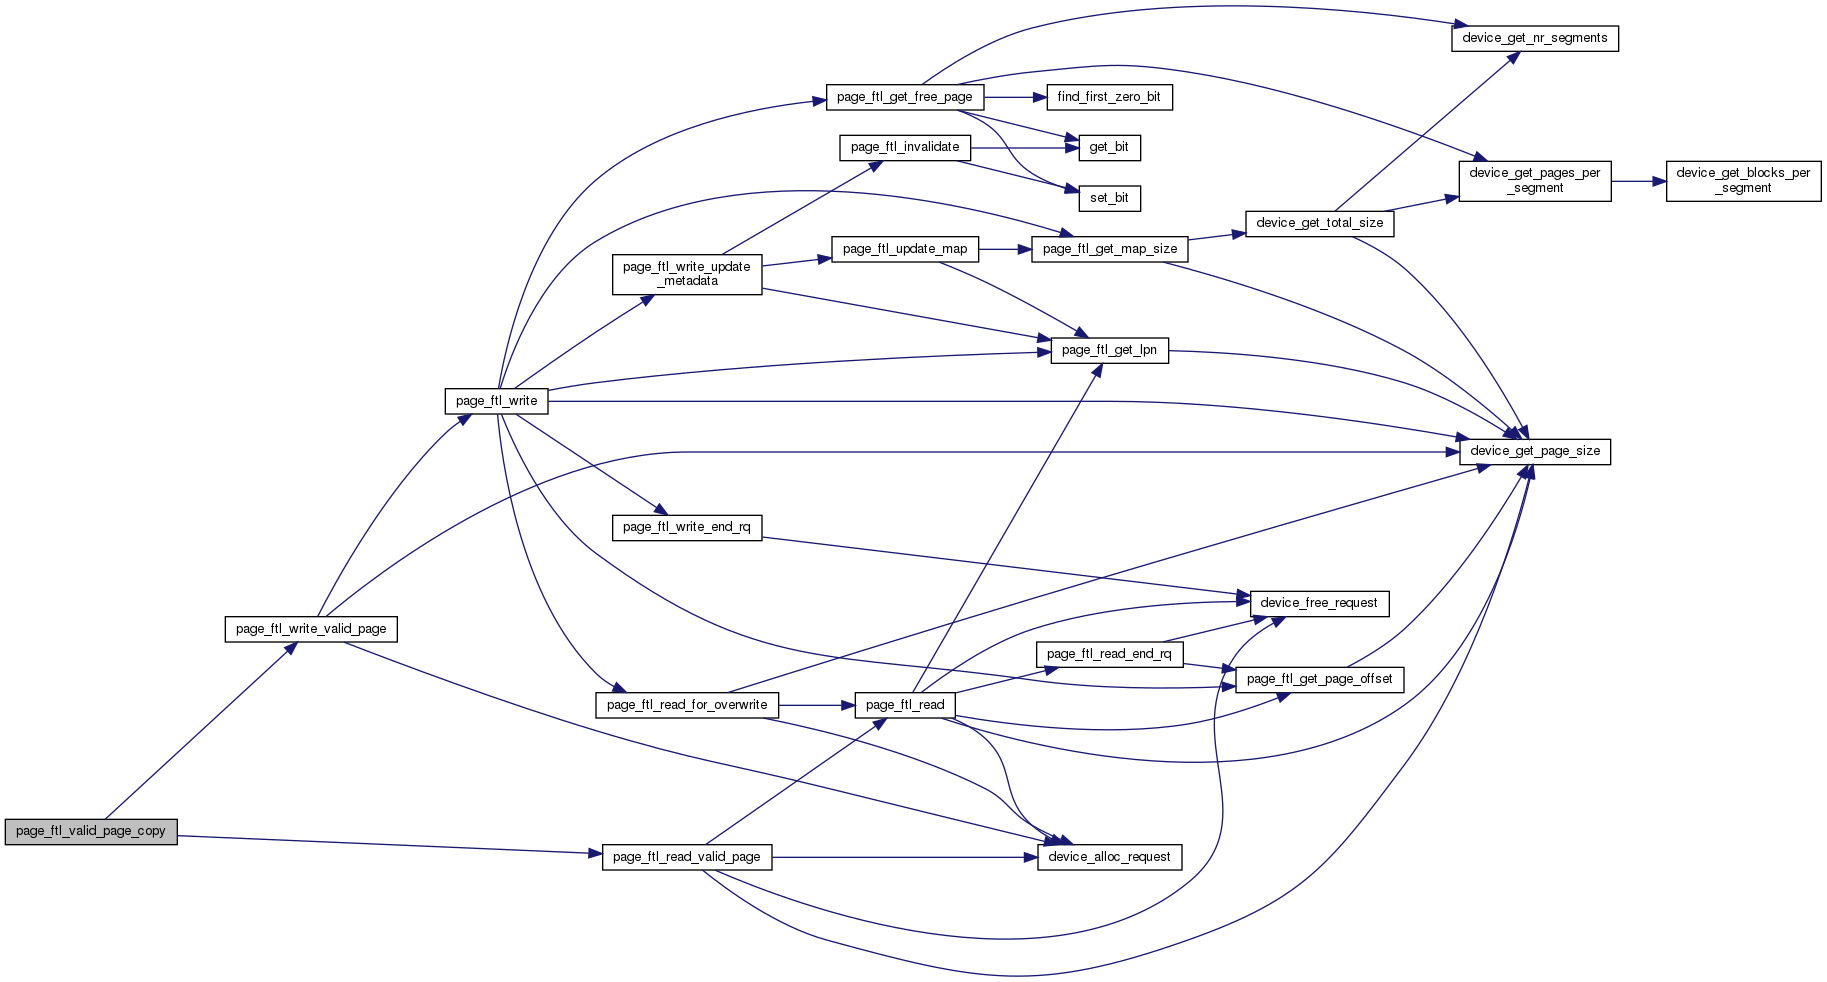 device_get_nr_segments
page_ftl_get_free_page
find_first_zero_bit
page_ftl_invalidate
get_bit
device_get_pages_per
_segment
device_get_blocks_per
_segment
set_bit
device_get_total_size
page_ftl_update_map
page_ftl_get_map_size
page_ftl_write_update
_metadata
page_ftl_get_lpn
page_ftl_write
device_get_page_size
page_ftl_write_end_rq
device_free_request
page_ftl_write_valid_page
page_ftl_read_end_rq
page_ftl_get_page_offset
page_ftl_read_for_overwrite
page_ftl_read
page_ftl_valid_page_copy
page_ftl_read_valid_page
device_alloc_request